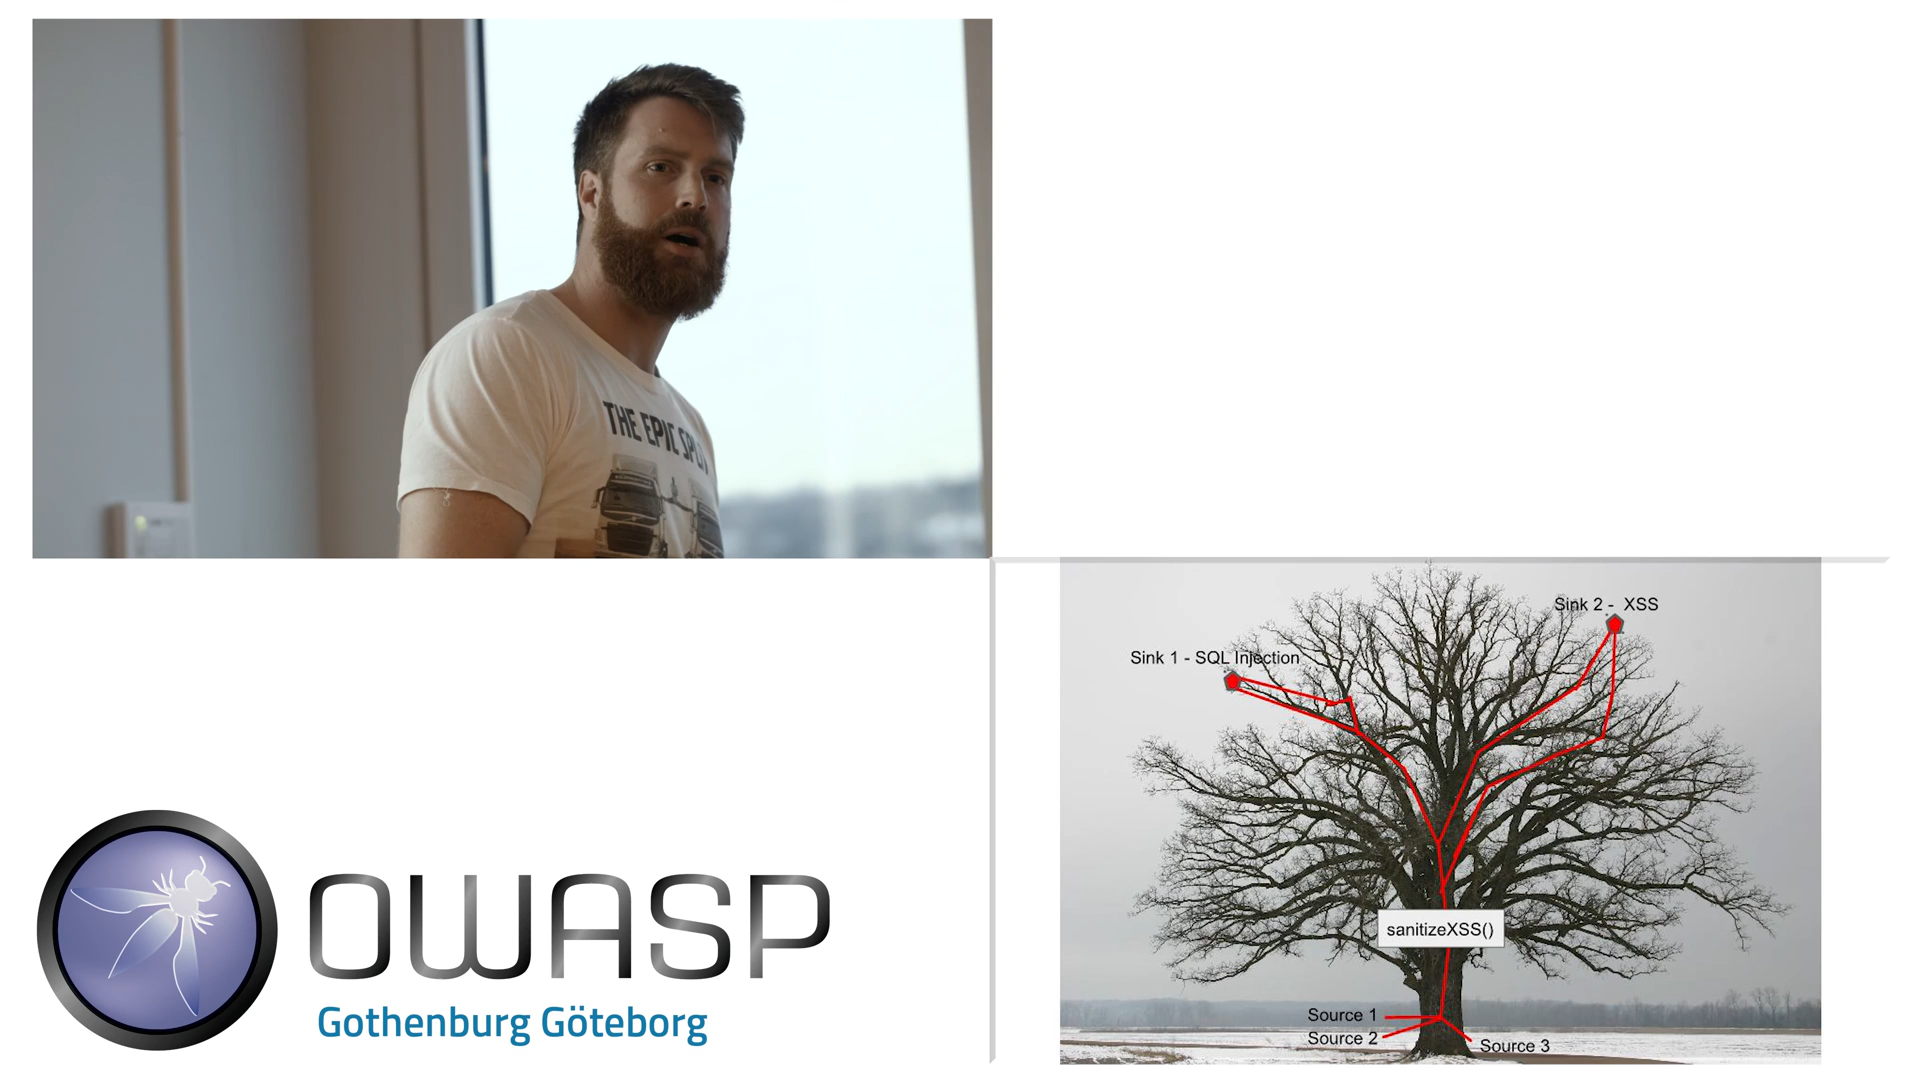 THE EPIC SPLIT
Sink 2 - XSS
Sink 1 - SQL Injection
sanitizeXSS()
Source 1
Source 2
Source 3
OWASP
Gothenburg Göteborg